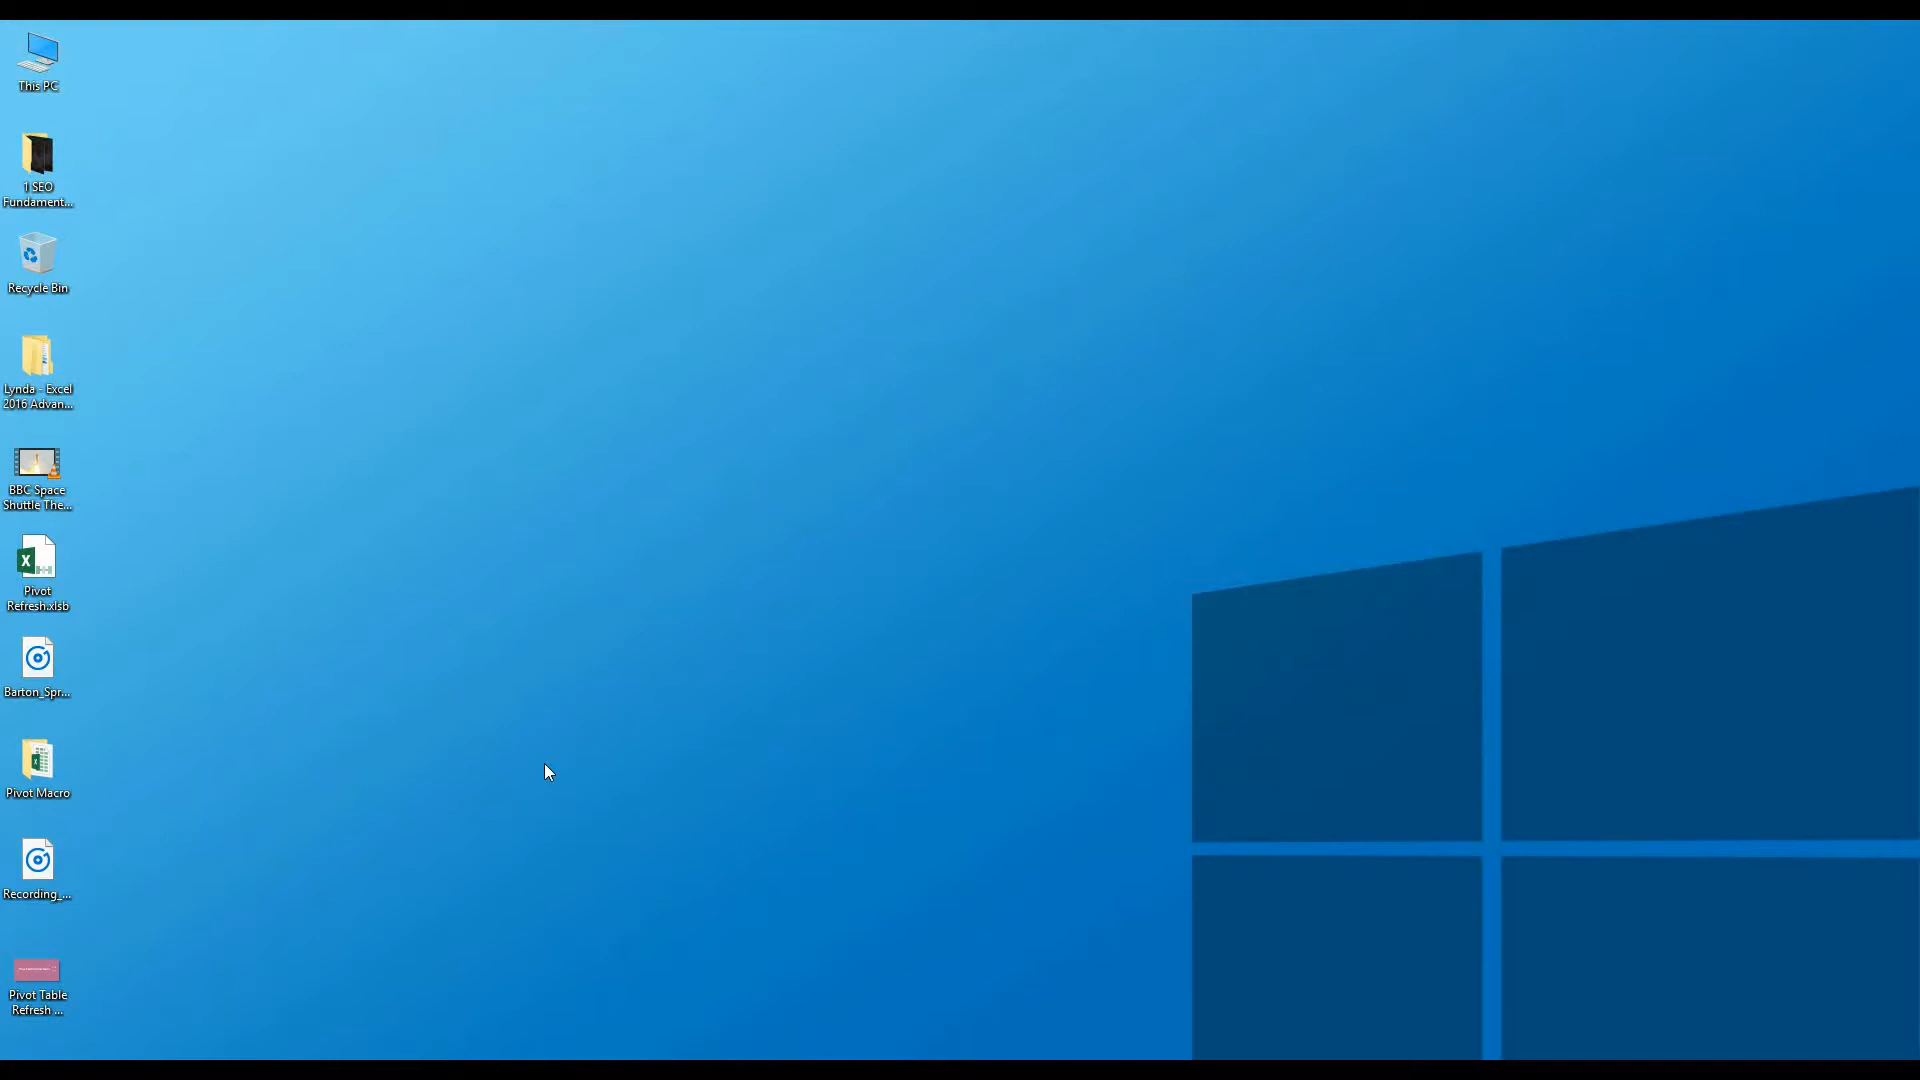 This PC
1 SEO
Fundament...
Recycle Bin
Lynda - Excel
2016 Advan...
BBC Space
Shuttle The...
Pivot
Refresh.xlsb
Barton_Spr...
Pivot Macro
Recording_...
Pivot Table
Refresh ...